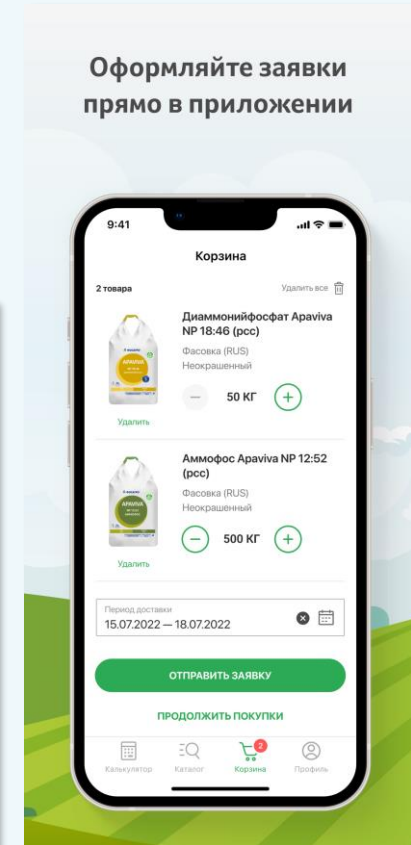 Оформляйте заявки
прямо в приложении
9:41
Корзина
2 товара
Удалить все
Диаммонийфосфат Apaviva
NP 18:46 (рсс)
Фасовка (RUS)
Неокрашенный
50 КГ
Удалить
APAVIVA
Аммофос Apaviva NP 12:52
(рсс)
Фасовка (RUS)
Неокрашенный
500 КГ
Удалить
APAVIVA
Период доставки
15.07.2022 — 18.07.2022
ОТПРАВИТЬ ЗАЯВКУ
ПРОДОЛЖИТЬ ПОКУПКИ
2
Калькулятор
Каталог
Корзина
Профиль